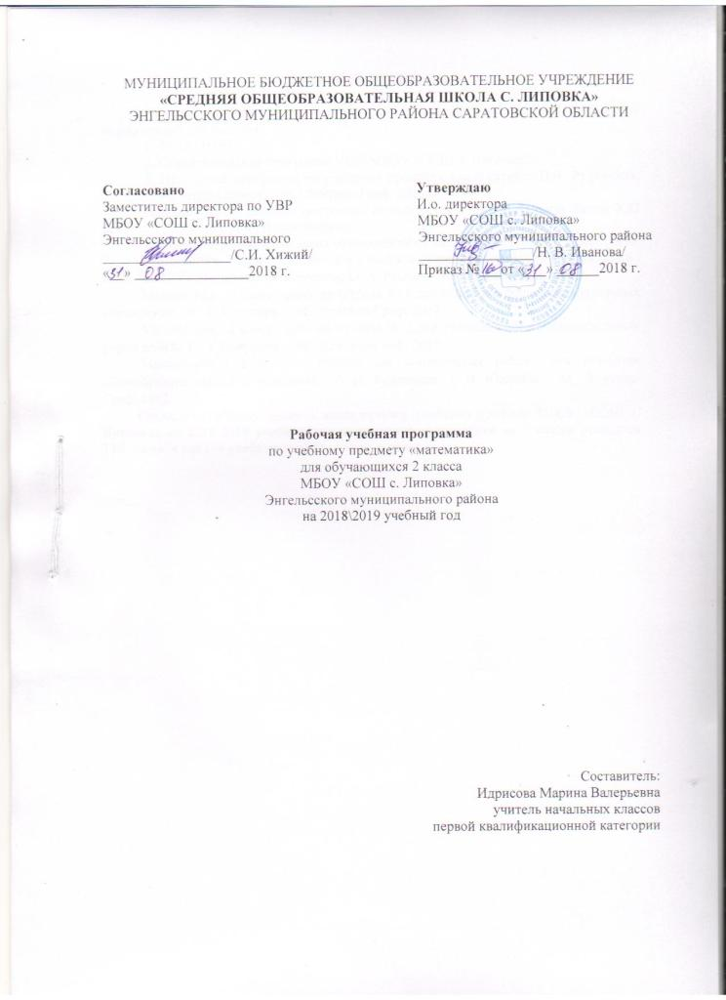 МУНИЦИПАЛЬНОЕ БЮДЖЕТНОЕ ОБЩЕОБРАЗОВАТЕЛЬНОЕ УЧРЕЖДЕНИЕ
«СРЕДНЯЯ ОБЩЕОБРАЗОВАТЕЛЬНАЯ ШКОЛА С. ЛИПОВКА»
ЭНГЕЛЬССКОГО МУНИЦИПАЛЬНОГО РАЙОНА САРАТОВСКОЙ ОБЛАСТИ
Согласовано
Заместитель директора по УВР
МБОУ «СОШ с. Липовка»
Энгельсского муниципального
/С.И. Хижий/
«31» 08 2018 г.
Утверждаю
И.о. директора
МБОУ «СОШ с. Липовка»
Энгельсского муниципального района
/Н. В. Иванова/
Приказ № 16 от «31» 08 2018 г.
Рабочая учебная программа
по учебному предмету «математика»
для обучающихся 2 класса
МБОУ «СОШ с. Липовка»
Энгельсского муниципального района
на 2018\2019 учебный год
Составитель:
Идрисова Марина Валерьевна
учитель начальных классов
первой квалификационной категории